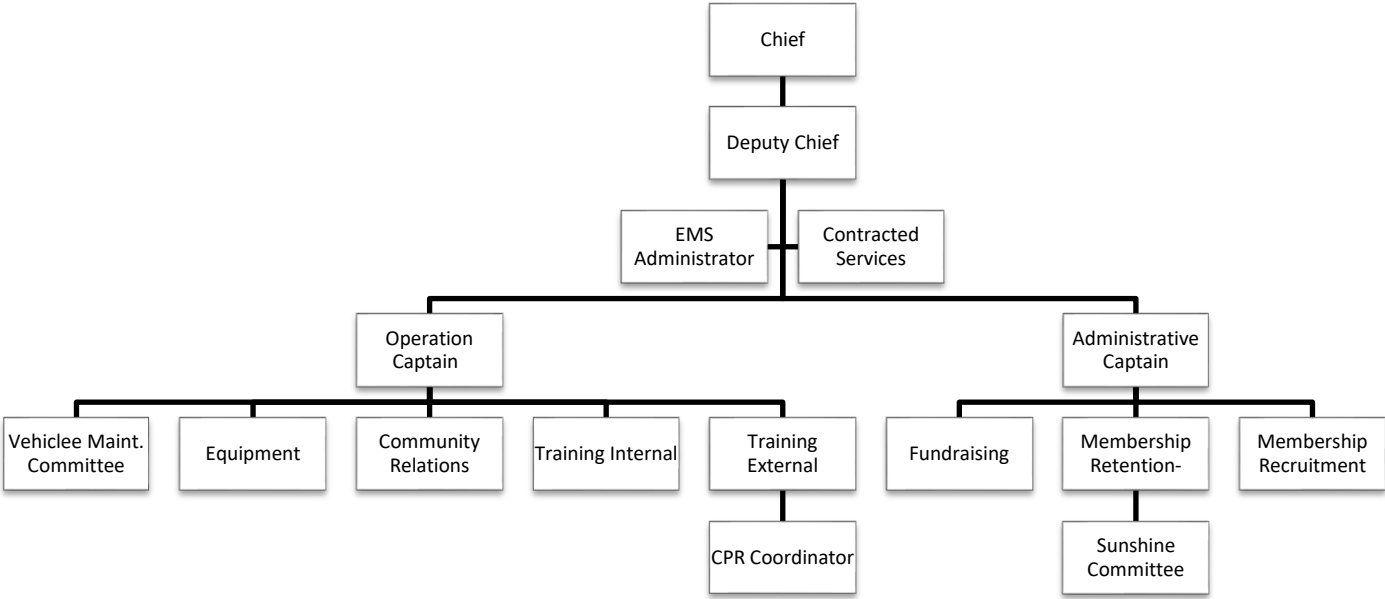 Chief
Deputy Chief
EMS
Administrator
Contracted
Services
Operation
Captain
Administrative
Captain
Vehiclee Maint.
Committee
Equipment
Community
Relations
Training Internal
Training
External
Fundraising
Membership
Retention-
Membership
Recruitment
CPR Coordinator
Sunshine
Committee